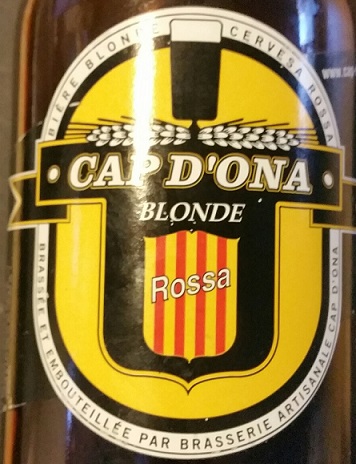 BIÈRE BLONDE
CERVESA ROSSA
CAP D'ONA
BLONDE
Rossa
BRASSÉE ET EMBOUTEILLÉE PAR BRASSERIE ARTISANALE CAP D'ONA